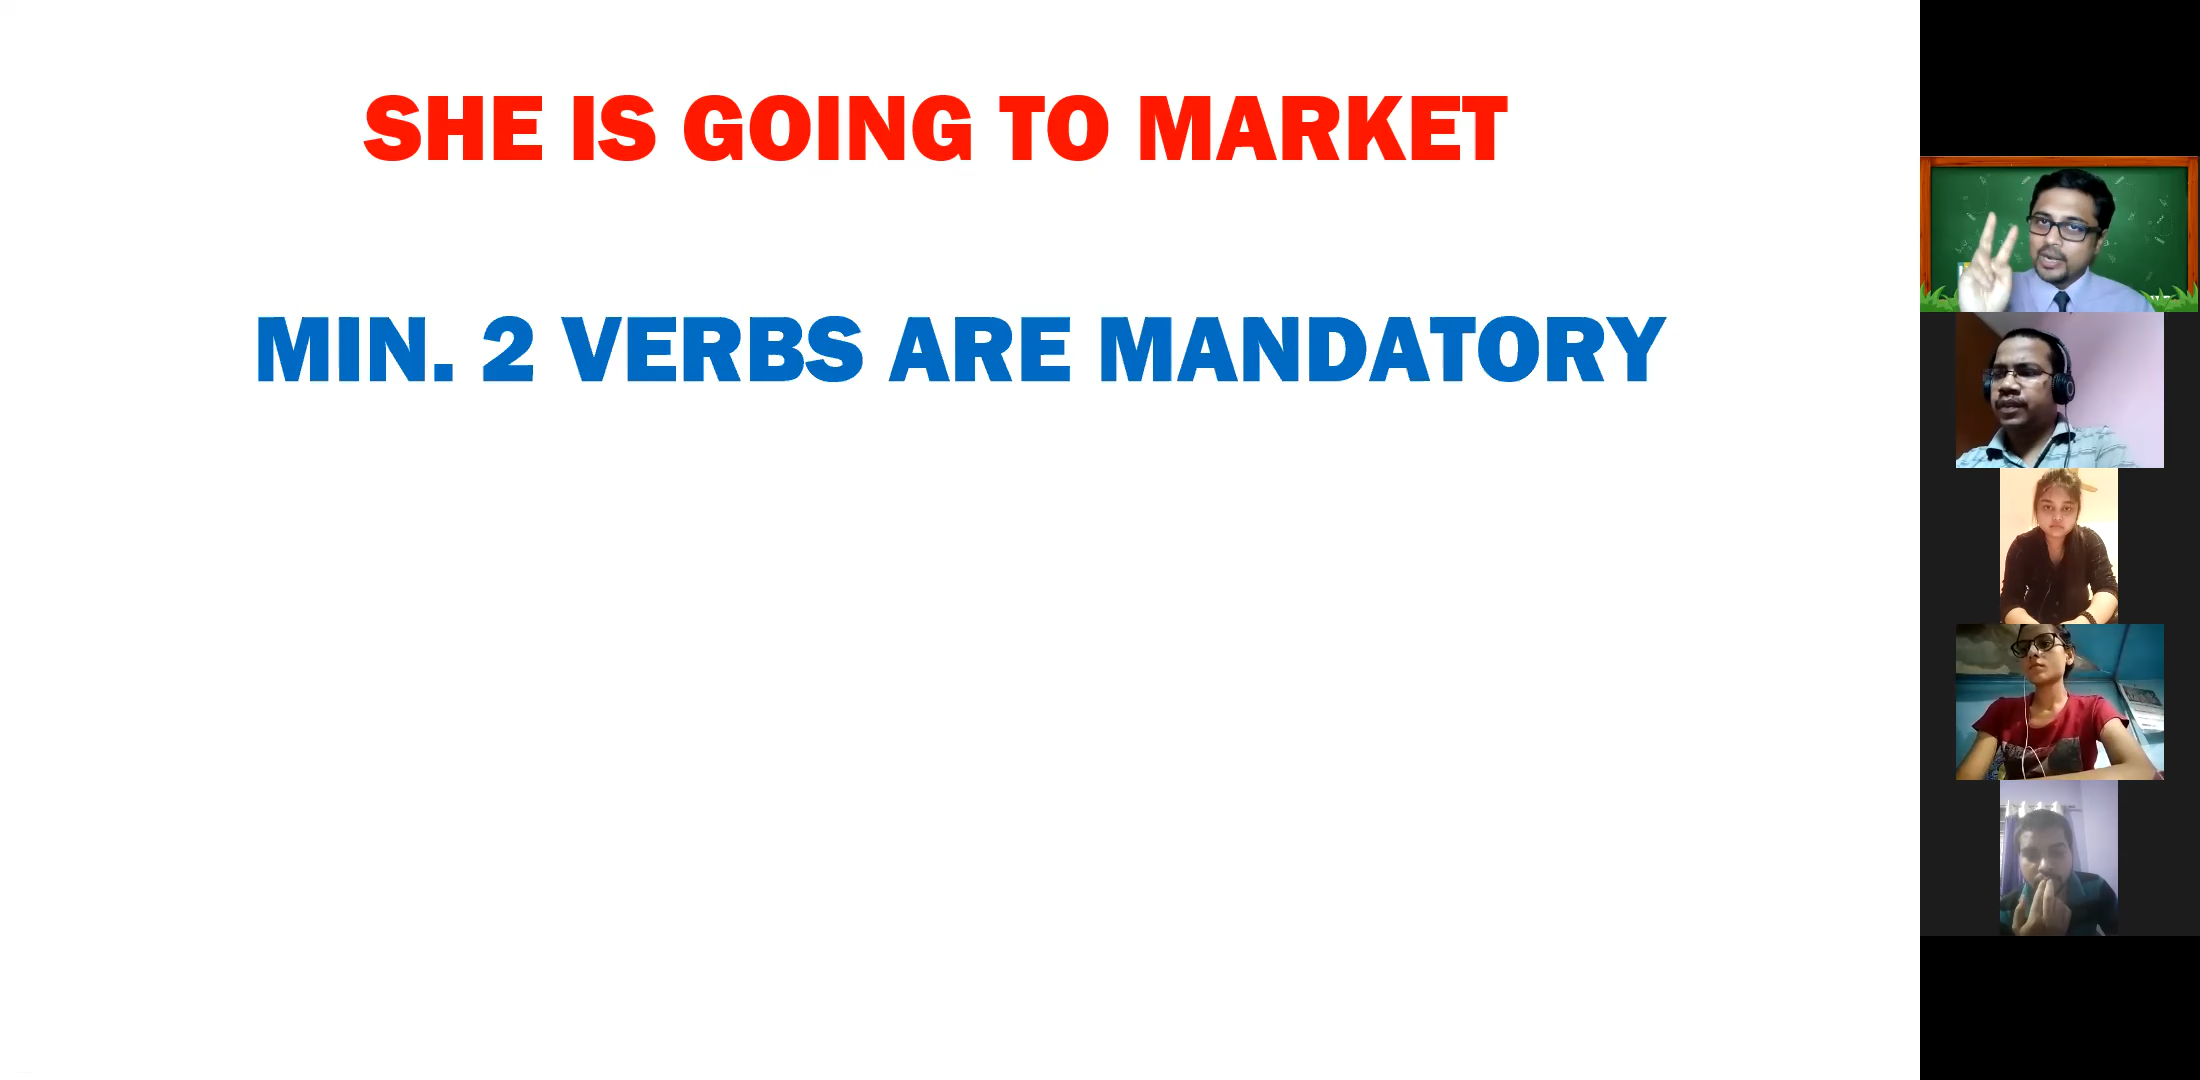 SHE IS GOING TO MARKET
MIN. 2 VERBS ARE MANDATORY